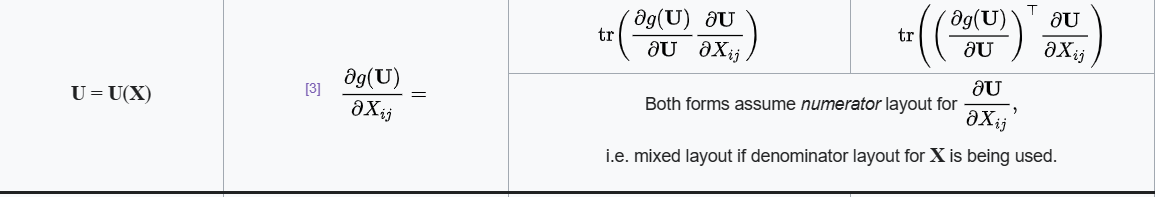 U = U(X)
[3] ∂g(U)/∂X_ij =
tr(∂g(U)/∂U ∂U/∂X_ij)
tr((∂g(U)/∂U)^⊤ ∂U/∂X_ij)
Both forms assume numerator layout for ∂U/∂X_ij,
i.e. mixed layout if denominator layout for X is being used.